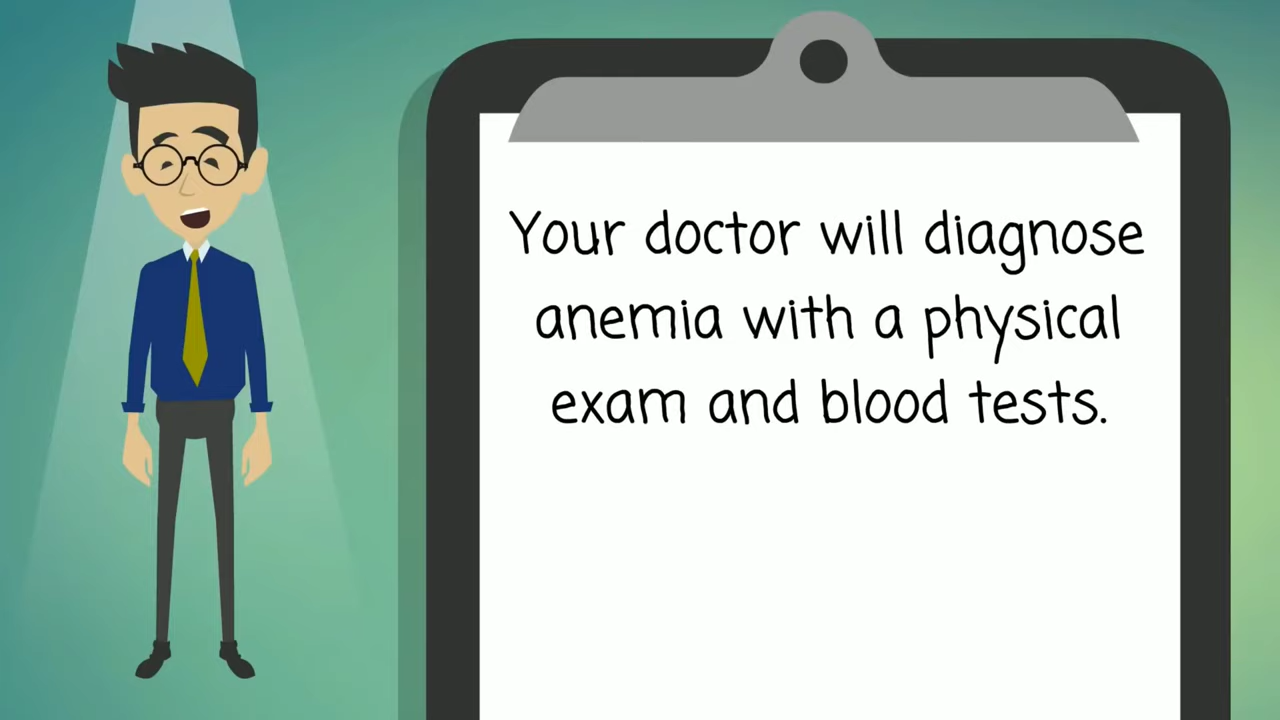 Your doctor will diagnose
anemia with a physical
exam and blood tests.